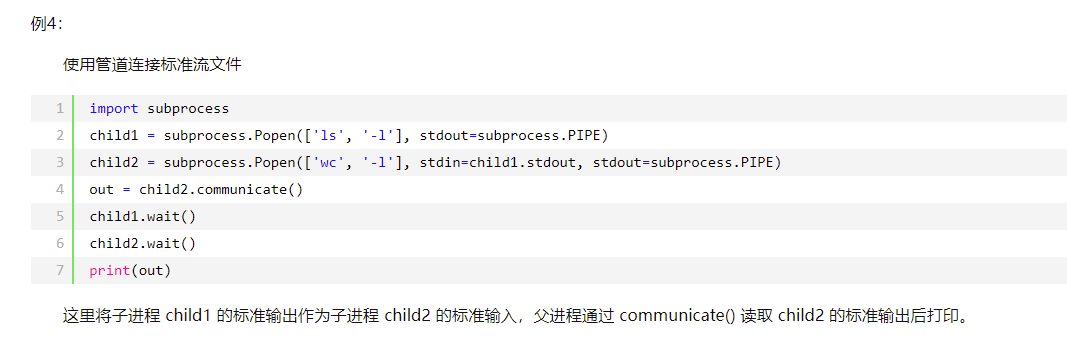 例4：
使用管道连接标准流文件
1 import subprocess
2 child1 = subprocess.Popen(['ls', '-l'], stdout=subprocess.PIPE)
3 child2 = subprocess.Popen(['wc', '-l'], stdin=child1.stdout, stdout=subprocess.PIPE)
4 out = child2.communicate()
5 child1.wait()
6 child2.wait()
7 print(out)
这里将子进程 child1 的标准输出作为子进程 child2 的标准输入，父进程通过 communicate() 读取 child2 的标准输出后打印。